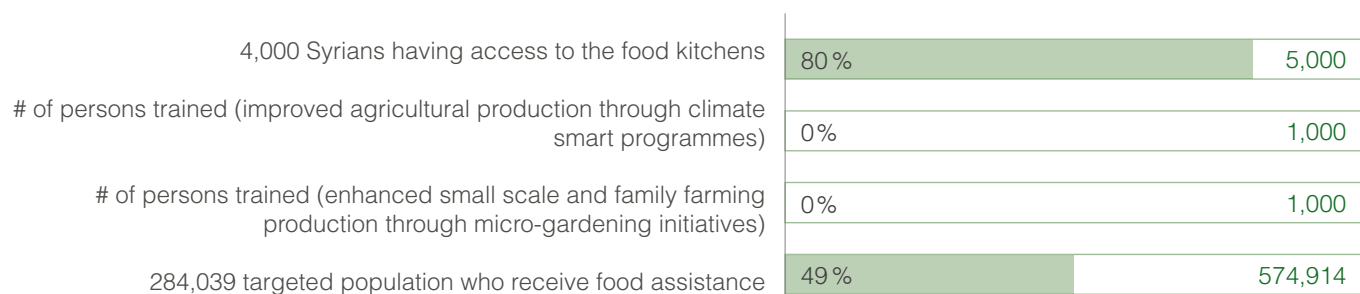 4,000 Syrians having access to the food kitchens
80 %
5,000
# of persons trained (improved agricultural production through climate
smart programmes)
0 %
1,000
# of persons trained (enhanced small scale and family farming
production through micro-gardening initiatives)
0 %
1,000
284,039 targeted population who receive food assistance
49 %
574,914